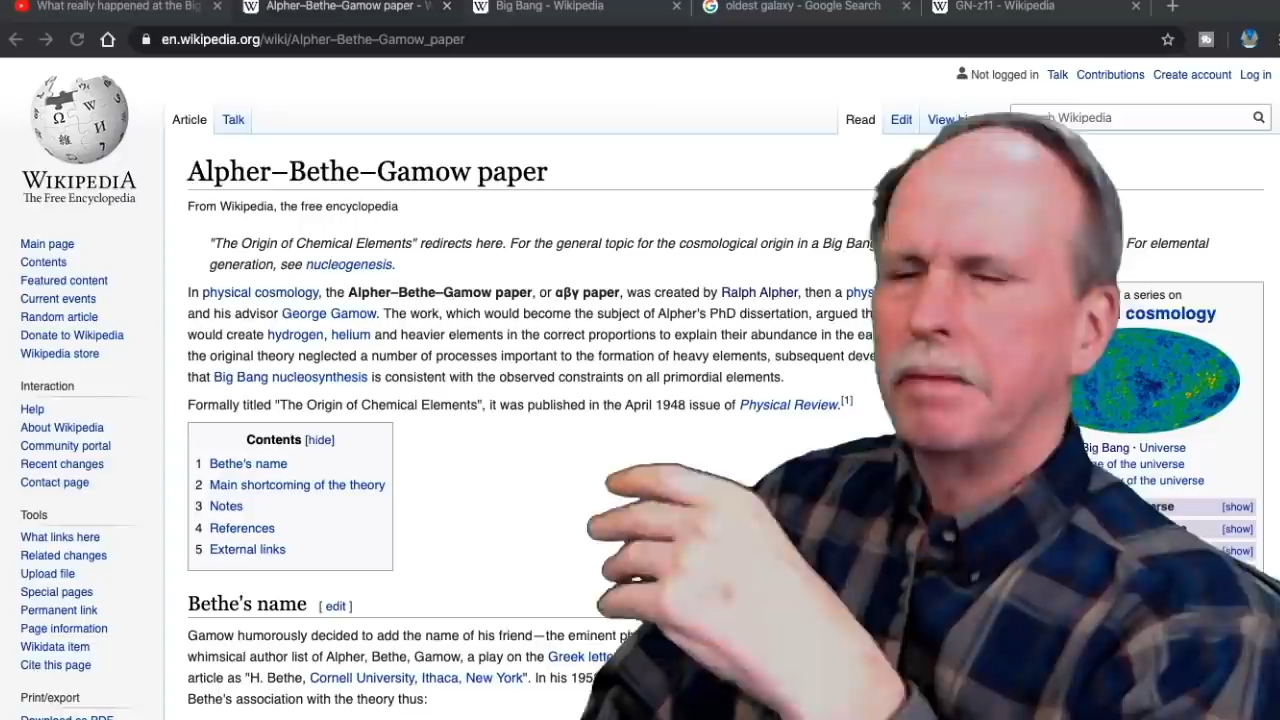 What really happened at the Big
Alpher–Bethe–Gamow paper - W
Big Bang - Wikipedia
oldest galaxy - Google Search
GN-z11 - Wikipedia
en.wikipedia.org/wiki/Alpher–Bethe–Gamow_paper
Not logged in Talk Contributions Create account Log in
Article Talk Read Edit View Wikipedia
WIKIPEDIA
The Free Encyclopedia
Alpher–Bethe–Gamow paper
From Wikipedia, the free encyclopedia
"The Origin of Chemical Elements" redirects here. For the general topic for the cosmological origin in a Big Bang For elemental
generation, see nucleogenesis.
In physical cosmology, the Alpher–Bethe–Gamow paper, or αβγ paper, was created by Ralph Alpher, then a phys
and his advisor George Gamow. The work, which would become the subject of Alpher's PhD dissertation, argued th
would create hydrogen, helium and heavier elements in the correct proportions to explain their abundance in the ea
the original theory neglected a number of processes important to the formation of heavy elements, subsequent deve
that Big Bang nucleosynthesis is consistent with the observed constraints on all primordial elements.
Formally titled "The Origin of Chemical Elements", it was published in the April 1948 issue of Physical Review.[1]
Contents [hide]
1 Bethe's name
2 Main shortcoming of the theory
3 Notes
4 References
5 External links
Bethe's name [ edit ]
Gamow humorously decided to add the name of his friend—the eminent ph
whimsical author list of Alpher, Bethe, Gamow, a play on the Greek lette
article as "H. Bethe, Cornell University, Ithaca, New York". In his 195
Bethe's association with the theory thus:
Main page
Contents
Featured content
Current events
Random article
Donate to Wikipedia
Wikipedia store
Interaction
Help
About Wikipedia
Community portal
Recent changes
Contact page
Tools
What links here
Related changes
Upload file
Special pages
Permanent link
Page information
Wikidata item
Cite this page
Print/export
Download as PDF
a series on
cosmology
Big Bang · Universe
of the universe
y of the universe
erse [show]
[show]
[show]